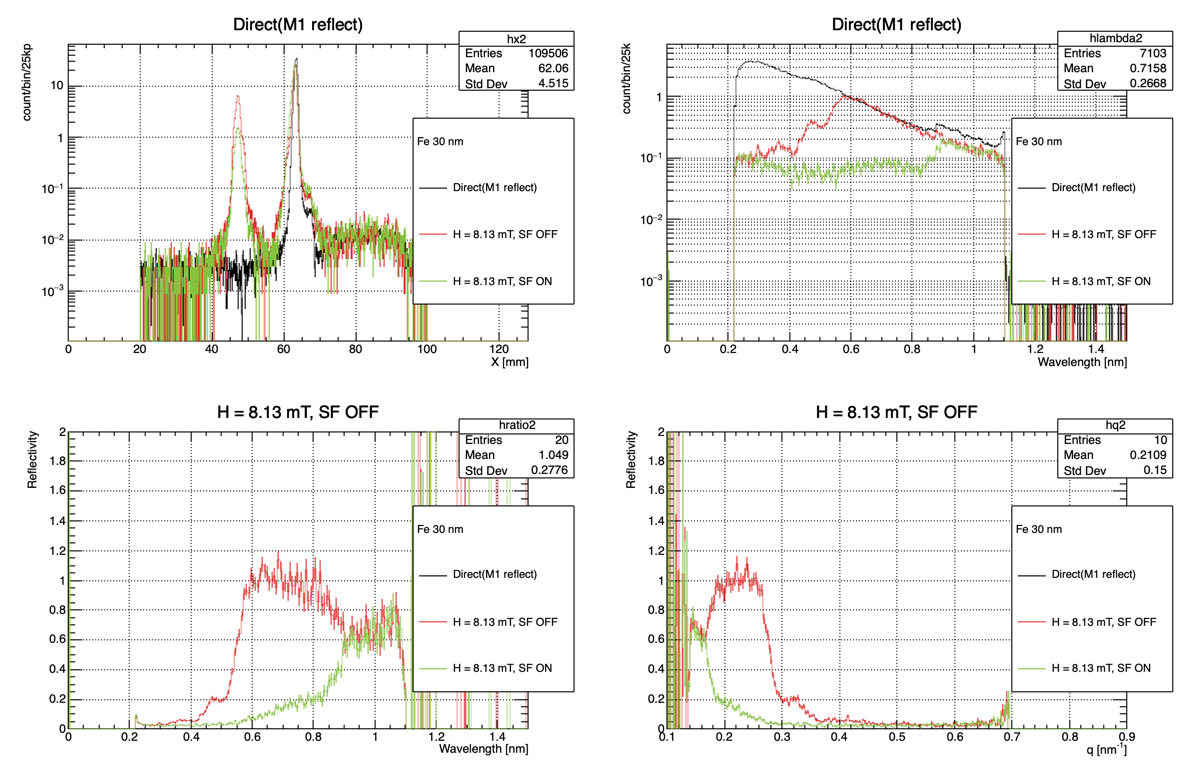 Direct(M1 reflect)
hx2
Entries 109506
Mean 62.06
Std Dev 4.515
count/bin/25kp
10
1
10⁻¹
10⁻²
10⁻³
Fe 30 nm
Direct(M1 reflect)
H = 8.13 mT, SF OFF
H = 8.13 mT, SF ON
0 20 40 60 80 100 120
X [mm]
Direct(M1 reflect)
hlambda2
Entries 7103
Mean 0.7158
Std Dev 0.2668
count/bin/25k
1
10⁻¹
10⁻²
10⁻³
Fe 30 nm
Direct(M1 reflect)
H = 8.13 mT, SF OFF
H = 8.13 mT, SF ON
0 0.2 0.4 0.6 0.8 1 1.2 1.4
Wavelength [nm]
H = 8.13 mT, SF OFF
hratio2
Entries 20
Mean 1.049
Std Dev 0.2776
Reflectivity
2
1.8
1.6
1.4
1.2
1
0.8
0.6
0.4
0.2
0
Fe 30 nm
Direct(M1 reflect)
H = 8.13 mT, SF OFF
H = 8.13 mT, SF ON
0 0.2 0.4 0.6 0.8 1 1.2 1.4
Wavelength [nm]
H = 8.13 mT, SF OFF
hq2
Entries 10
Mean 0.2109
Std Dev 0.15
Reflectivity
2
1.8
1.6
1.4
1.2
1
0.8
0.6
0.4
0.2
0
Fe 30 nm
Direct(M1 reflect)
H = 8.13 mT, SF OFF
H = 8.13 mT, SF ON
0.1 0.2 0.3 0.4 0.5 0.6 0.7 0.8 0.9
q [nm⁻¹]